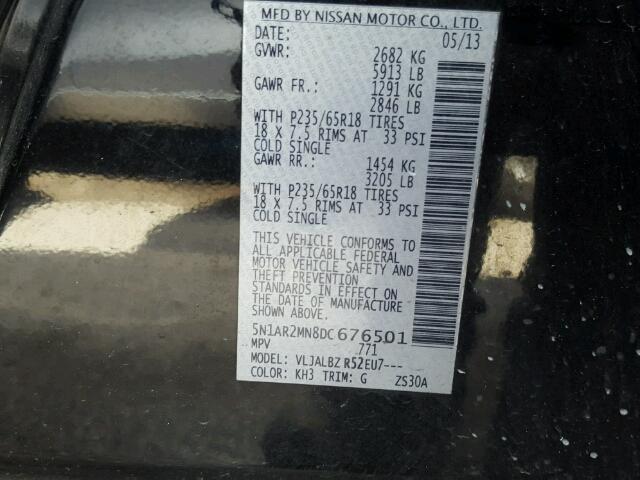 MFD BY NISSAN MOTOR CO., LTD.
DATE: 05/13
GVWR: 2682 KG
5913 LB
GAWR FR.: 1291 KG
2846 LB
WITH P235/65R18 TIRES
18 X 7.5 RIMS AT 33 PSI
COLD SINGLE
GAWR RR.: 1454 KG
3205 LB
WITH P235/65R18 TIRES
18 X 7.5 RIMS AT 33 PSI
COLD SINGLE
THIS VEHICLE CONFORMS TO
ALL APPLICABLE FEDERAL
MOTOR VEHICLE SAFETY AND
THEFT PREVENTION
STANDARDS IN EFFECT ON
THE DATE OF MANUFACTURE
SHOWN ABOVE.
5N1AR2MN8DC676501
MPV 771
MODEL: VLJALBZ R52EU7---
COLOR: KH3 TRIM: G ZS30A